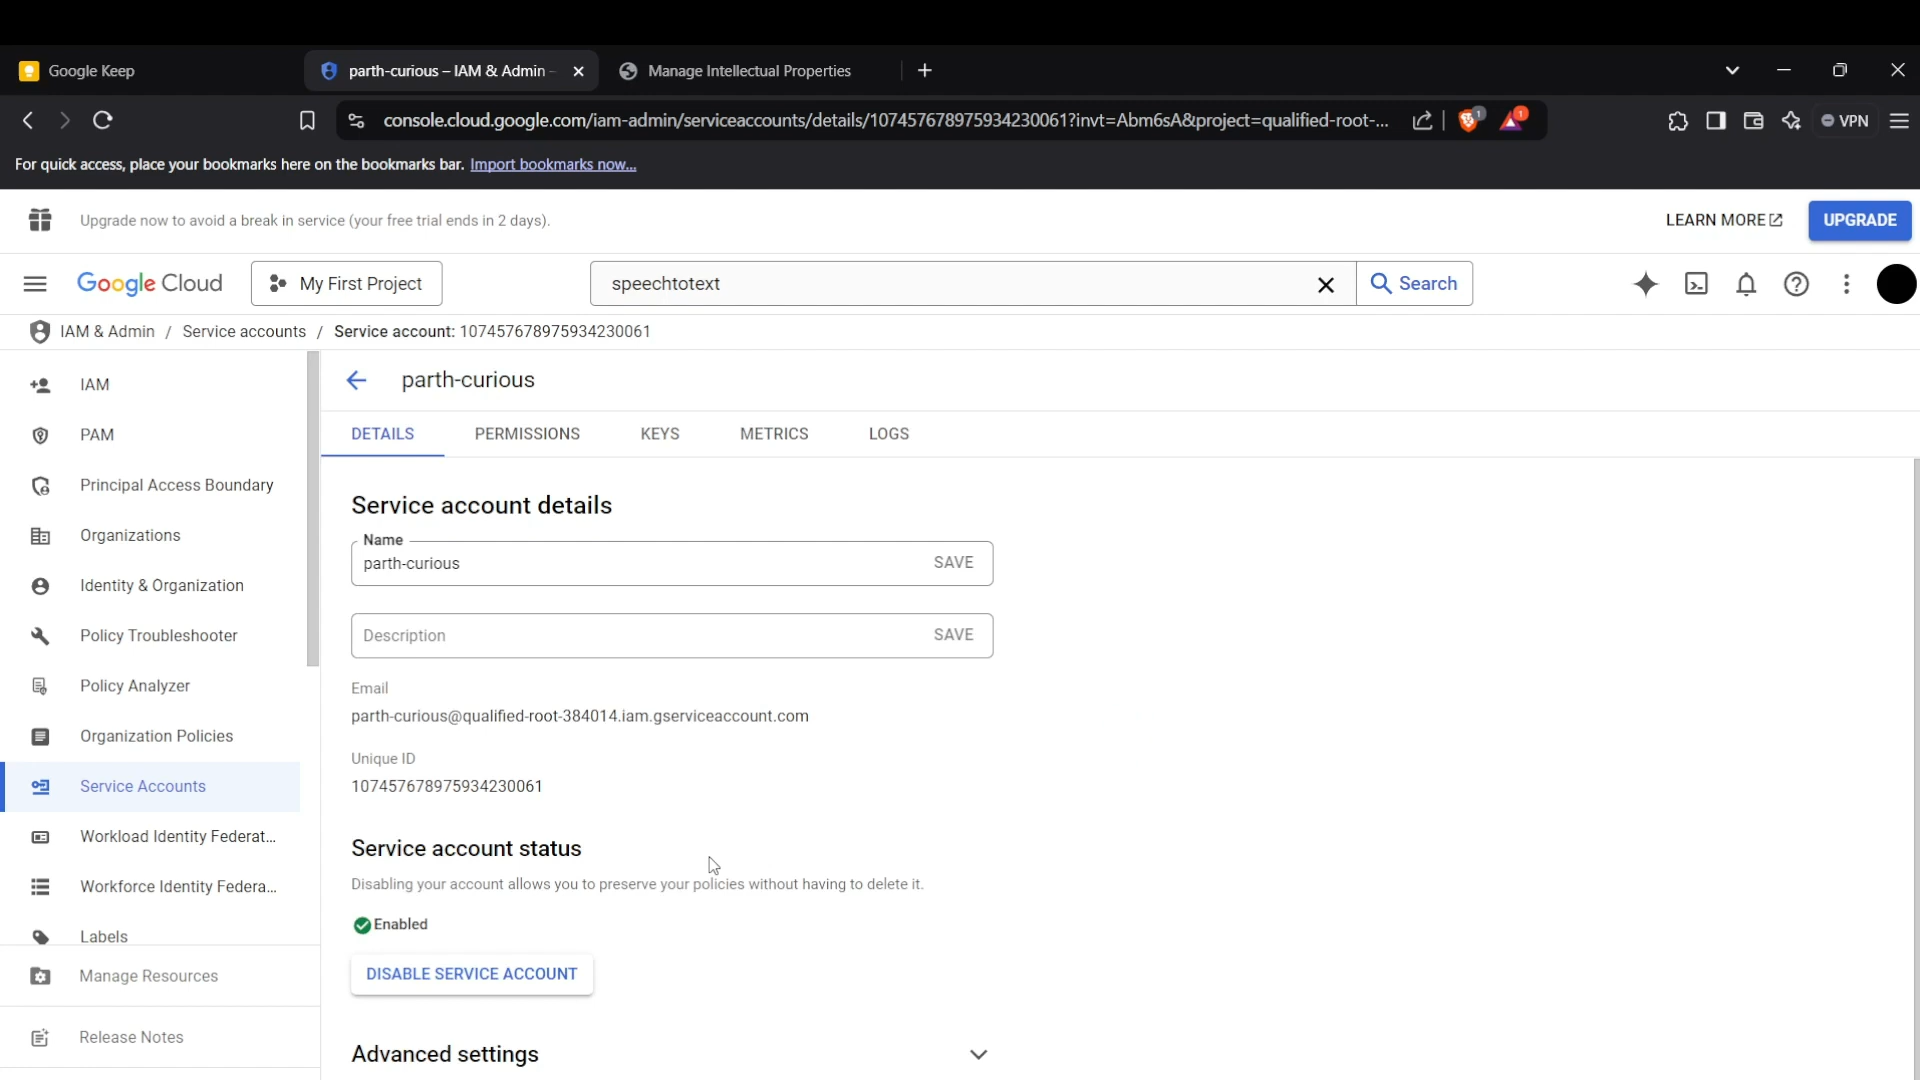 Google Keep
parth-curious – IAM & Admin -
Manage Intellectual Properties
console.cloud.google.com/iam-admin/serviceaccounts/details/107457678975934230061?invt=Abm6sA&project=qualified-root-...
1
1
VPN
For quick access, place your bookmarks here on the bookmarks bar. Import bookmarks now...
Upgrade now to avoid a break in service (your free trial ends in 2 days).
LEARN MORE
UPGRADE
Google Cloud
My First Project
speechtotext
Search
IAM & Admin / Service accounts / Service account: 107457678975934230061
IAM
PAM
Principal Access Boundary
Organizations
Identity & Organization
Policy Troubleshooter
Policy Analyzer
Organization Policies
Service Accounts
Workload Identity Federat...
Workforce Identity Federa...
Labels
Manage Resources
Release Notes
parth-curious
DETAILS
PERMISSIONS
KEYS
METRICS
LOGS
Service account details
Name
parth-curious
SAVE
Description
SAVE
Email
parth-curious@qualified-root-384014.iam.gserviceaccount.com
Unique ID
107457678975934230061
Service account status
Disabling your account allows you to preserve your policies without having to delete it.
Enabled
DISABLE SERVICE ACCOUNT
Advanced settings